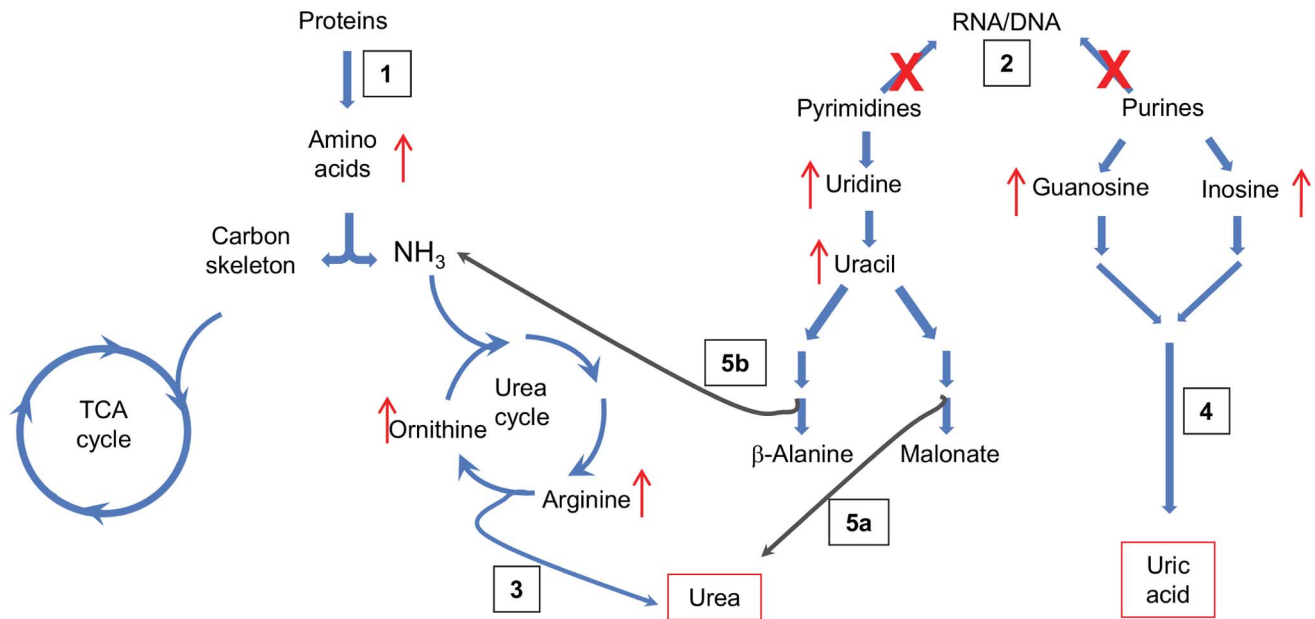 Proteins
RNA/DNA
1
2
X
X
Pyrimidines
Purines
Amino
acids
Uridine
Guanosine
Inosine
Carbon
skeleton
NH₃
Uracil
5b
TCA
cycle
Urea
cycle
Ornithine
4
β-Alanine
Malonate
Arginine
5a
3
Urea
Uric
acid